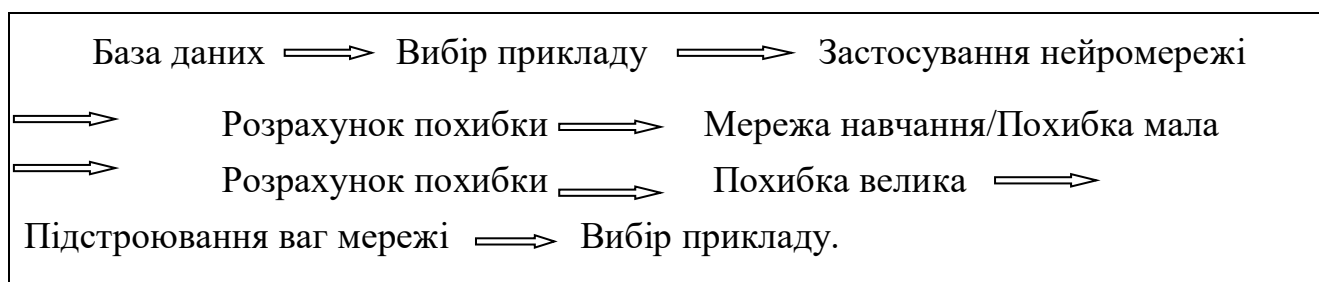 База даних ⟹ Вибір прикладу ⟹ Застосування нейромережі
⟹ Розрахунок похибки ⟹ Мережа навчання/Похибка мала
⟹ Розрахунок похибки ⟹ Похибка велика ⟹
Підстроювання ваг мережі ⟹ Вибір прикладу.